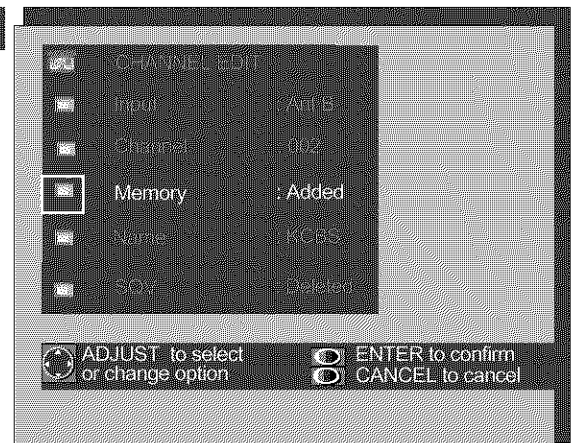 CHANNEL EDIT
Input : Ant B
Channel : 002
Memory : Added
Name : KCBS
SQV : Deleted
ADJUST to select
or change option
ENTER to confirm
CANCEL to cancel